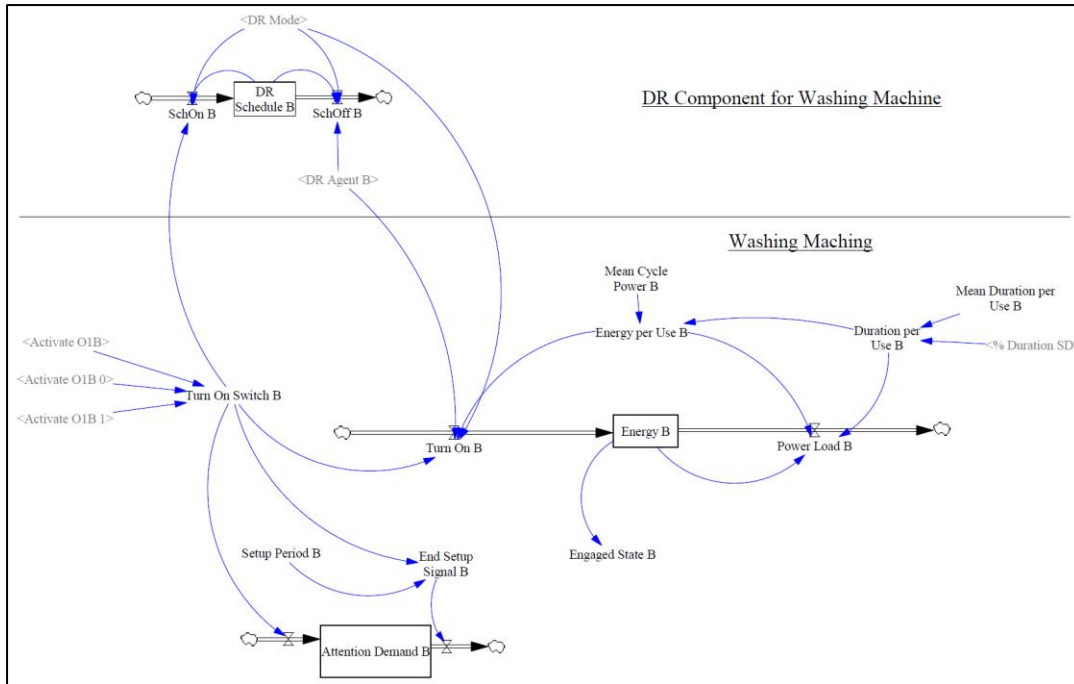 <DR Mode>
DR
Schedule B
SchOn B
SchOff B
DR Component for Washing Machine
<DR Agent B>
Washing Maching
Mean Cycle
Power B
Mean Duration per
Use B
Energy per Use B
Duration per
Use B
<% Duration SD
<Activate O1B>
<Activate O1B 0>
<Activate O1B 1>
Turn On Switch B
Turn On B
Energy B
Power Load B
Setup Period B
End Setup
Signal B
Engaged State B
Attention Demand B